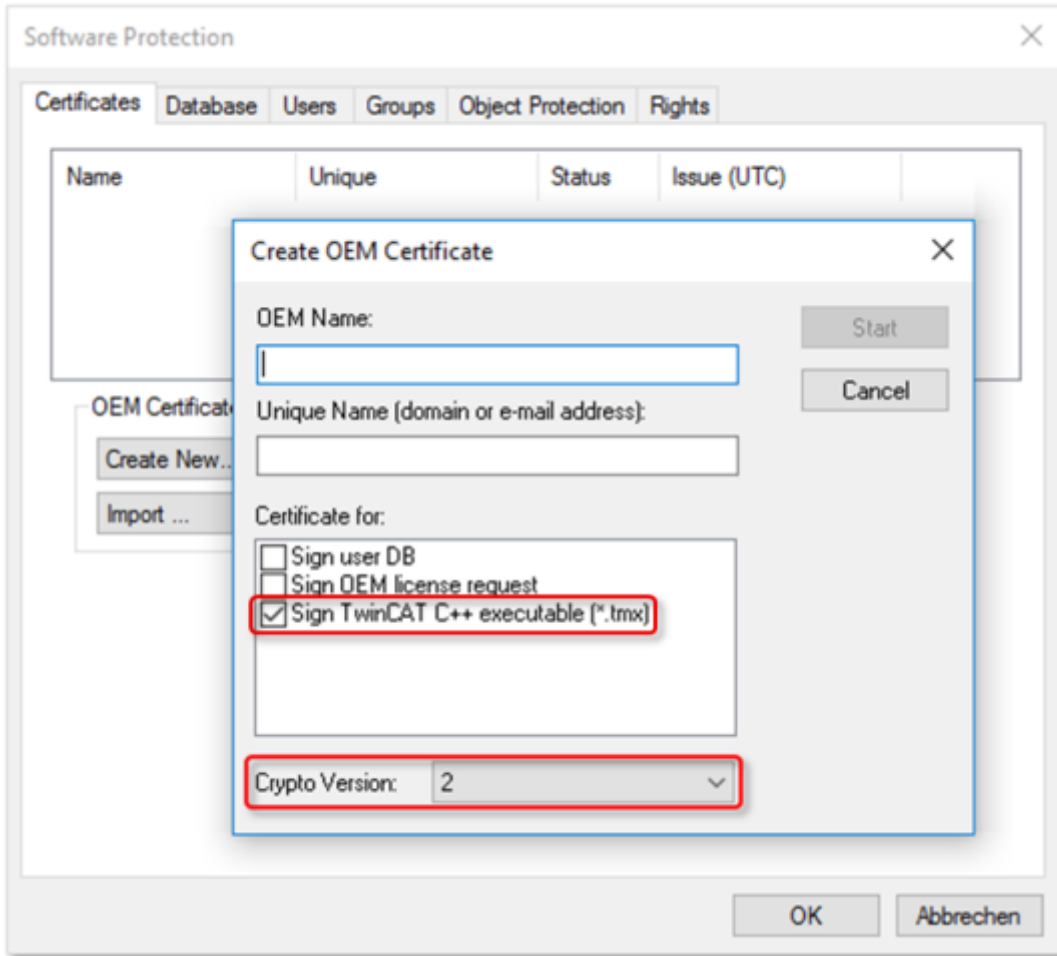 Software Protection
Certificates Database Users Groups Object Protection Rights
Name Unique Status Issue (UTC)
Create OEM Certificate
OEM Name:
Start
Cancel
Unique Name (domain or e-mail address):
OEM Certificate
Create New..
Import ...
Certificate for:
Sign user DB
Sign OEM license request
Sign TwinCAT C++ executable (*.tmx)
Crypto Version: 2
OK Abbrechen